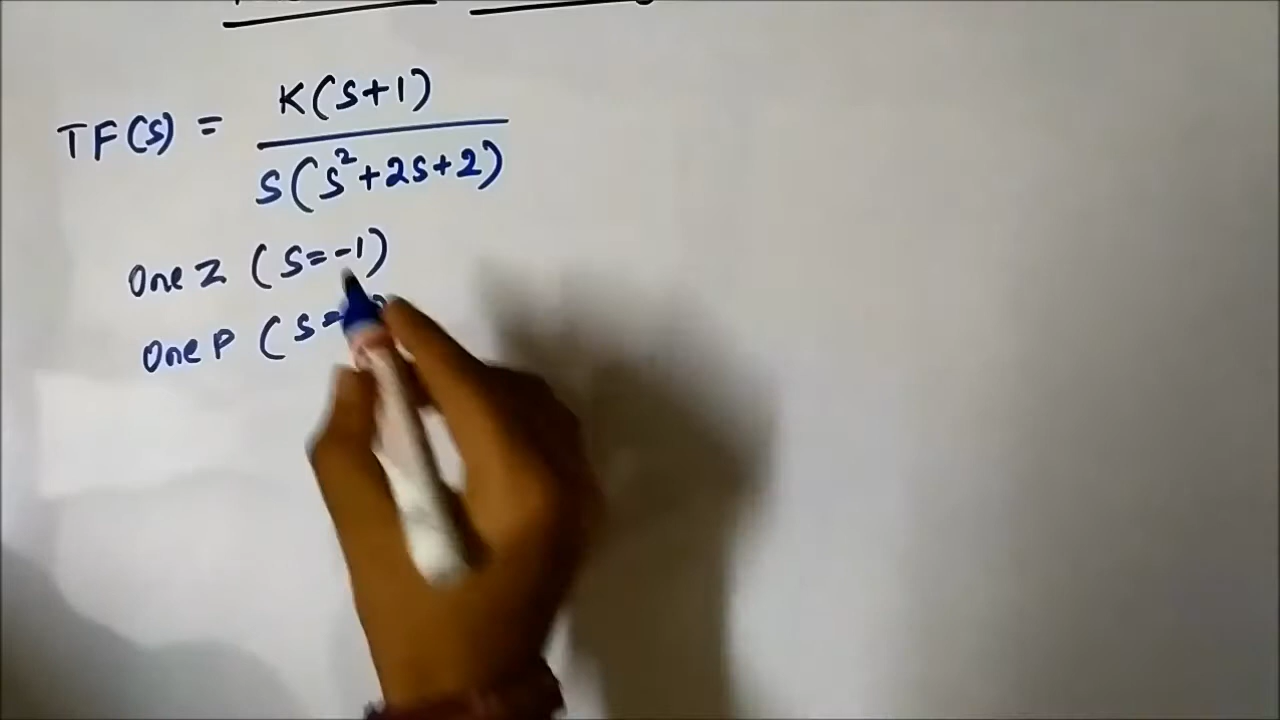 TF(s) = K(s+1) / s(s²+2s+2)
One Z (s=-1)
One P (s=